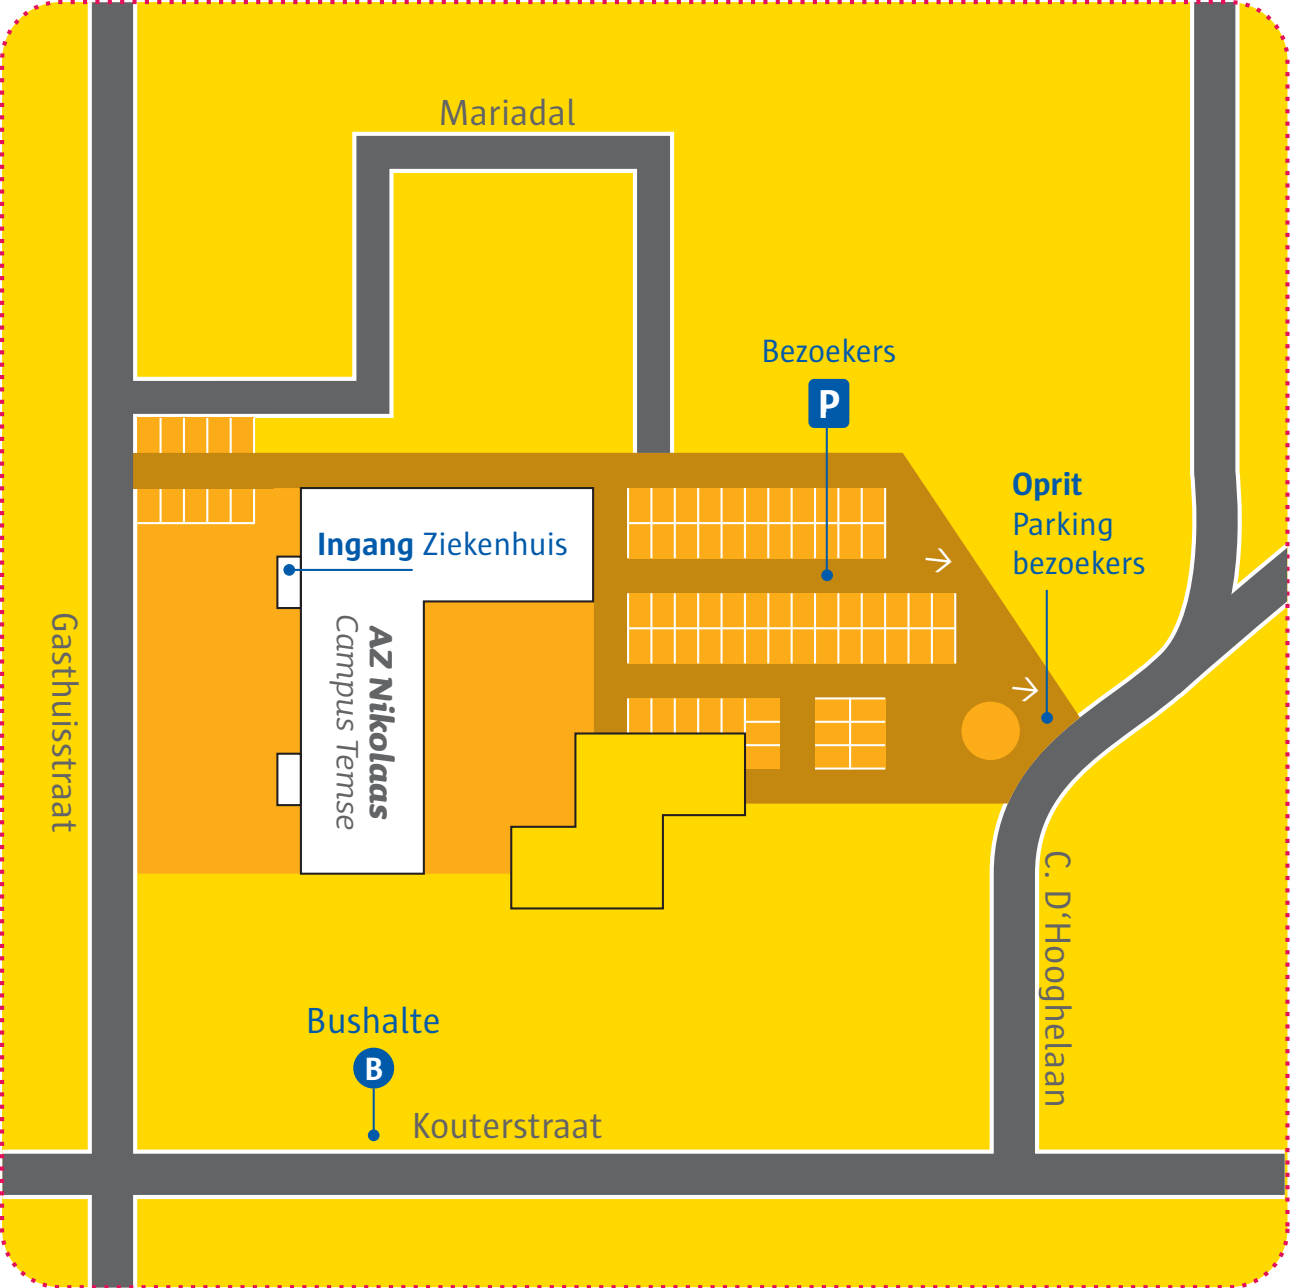 Mariadal
Bezoekers
P
Oprit
Parking
bezoekers
Ingang Ziekenhuis
AZ Nikolaas
Campus Temse
Gasthuisstraat
C. D‘Hooghelaan
Bushalte
B
Kouterstraat